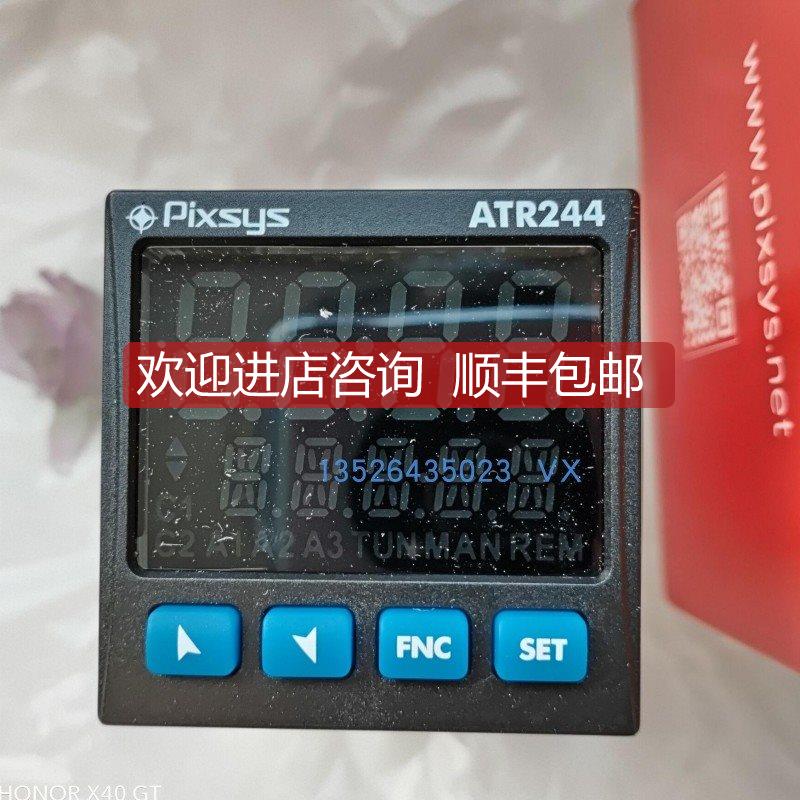 Pixsys ATR244
www.pixsys.net
欢迎进店咨询 顺丰包邮
13526435023 VX
C1
C2 A1 A2 A3 TUN MAN REM
FNC SET
HONOR X40 GT